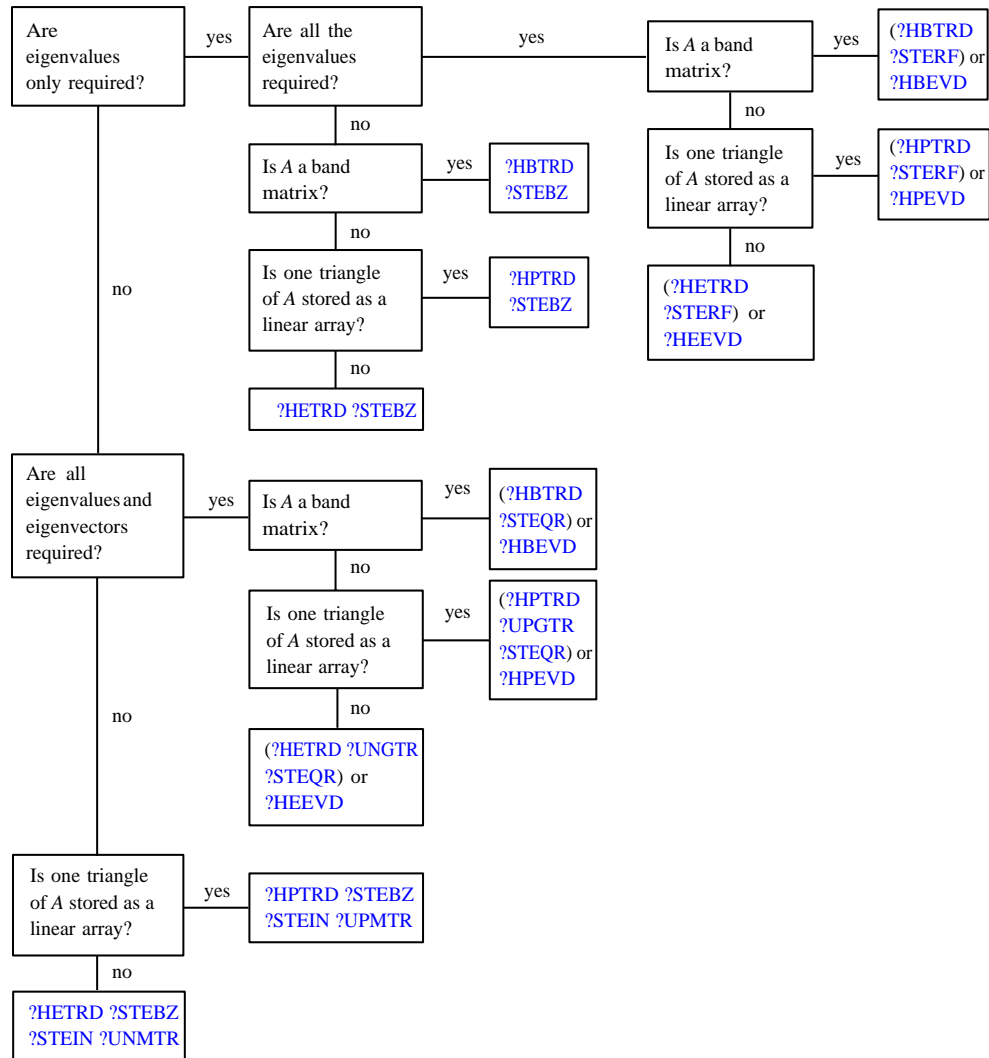 Are
eigenvalues
only required?
yes
Are all the
eigenvalues
required?
yes
Is A a band
matrix?
yes
(?HBTRD
?STERF) or
?HBEVD
no
no
Is A a band
matrix?
yes
?HBTRD
?STEBZ
Is one triangle
of A stored as a
linear array?
yes
(?HPTRD
?STERF) or
?HPEVD
no
no
Is one triangle
of A stored as a
linear array?
yes
?HPTRD
?STEBZ
(?HETRD
?STERF) or
?HEEVD
no
no
?HETRD ?STEBZ
Are all
eigenvalues and
eigenvectors
required?
yes
Is A a band
matrix?
yes
(?HBTRD
?STEQR) or
?HBEVD
no
Is one triangle
of A stored as a
linear array?
yes
(?HPTRD
?UPGTR
?STEQR) or
?HPEVD
no
no
(?HETRD ?UNGTR
?STEQR) or
?HEEVD
Is one triangle
of A stored as a
linear array?
yes
?HPTRD ?STEBZ
?STEIN ?UPMTR
no
?HETRD ?STEBZ
?STEIN ?UNMTR